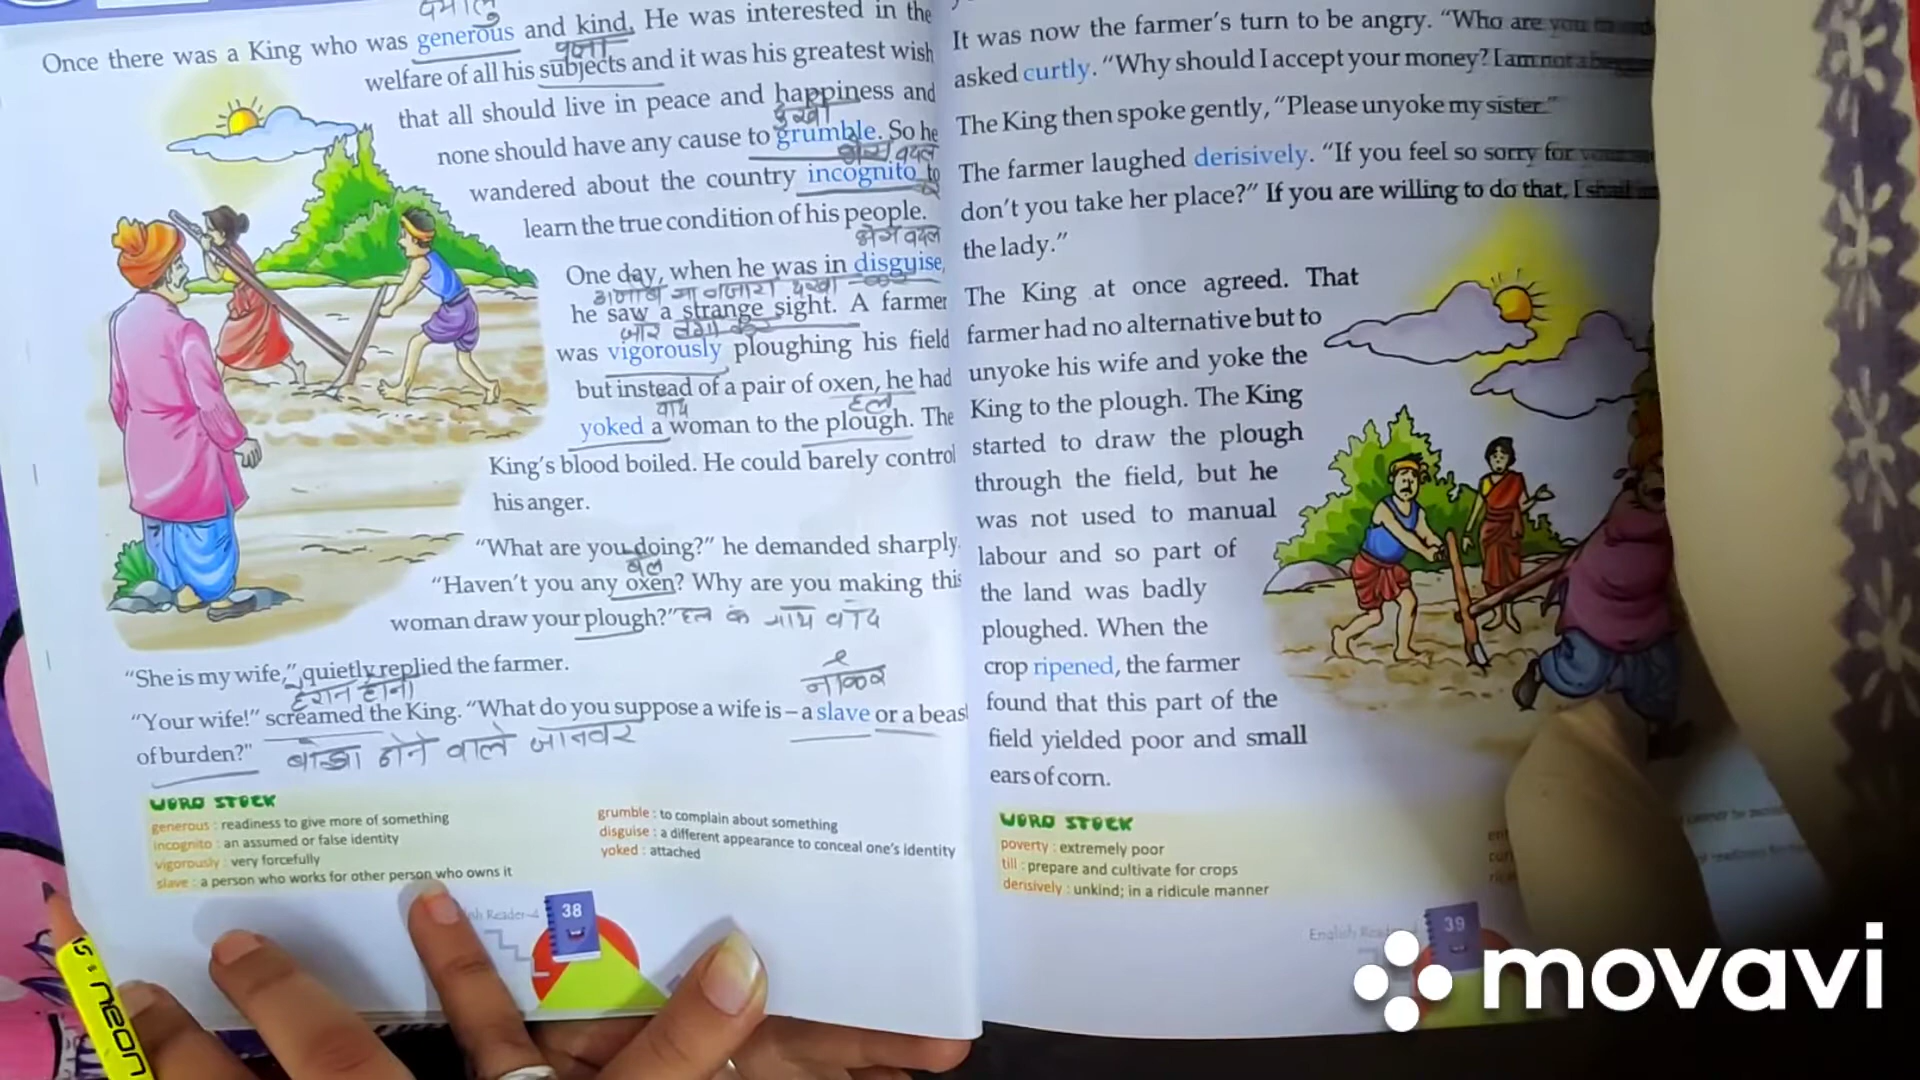 दयालु
Once there was a King who was generous and kind. He was interested in the
प्रजा
welfare of all his subjects and it was his greatest wish
that all should live in peace and happiness and
दुखी
none should have any cause to grumble. So he
भेष बदल
wandered about the country incognito to
learn the true condition of his people.
भेष बदल
One day, when he was in disguise,
he saw a strange sight. A farmer
was vigorously ploughing his field
but instead of a pair of oxen, he had
हल
yoked a woman to the plough. The
King's blood boiled. He could barely control
his anger.
"What are you doing?" he demanded sharply.
बैल
"Haven't you any oxen? Why are you making this
woman draw your plough?"
"She is my wife," quietly replied the farmer.
हैरान होना
नौकर
"Your wife!" screamed the King. "What do you suppose a wife is – a slave or a beas
of burden?" बोझा ढोने वाले जानवर
WORD STOCK
generous : readiness to give more of something
incognito : an assumed or false identity
vigorously : very forcefully
slave : a person who works for other person who owns it
grumble : to complain about something
disguise : a different appearance to conceal one's identity
yoked : attached
Reader-4
38
It was now the farmer's turn to be angry. "Who are you
asked curtly. "Why should I accept your money? I am not a
The King then spoke gently, "Please unyoke my sister."
The farmer laughed derisively. "If you feel so sorry for
don't you take her place?" If you are willing to do that, I
the lady."
The King at once agreed. That
farmer had no alternative but to
unyoke his wife and yoke the
King to the plough. The King
started to draw the plough
through the field, but he
was not used to manual
labour and so part of
the land was badly
ploughed. When the
crop ripened, the farmer
found that this part of the
field yielded poor and small
ears of corn.
WORD STOCK
poverty : extremely poor
till : prepare and cultivate for crops
derisively : unkind; in a ridicule manner
English
39
neon
movavi